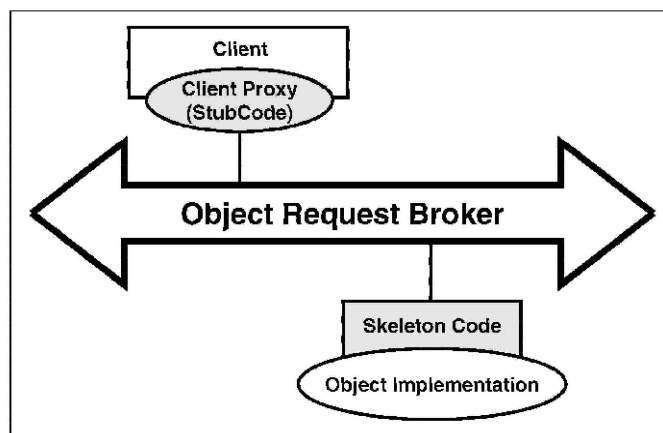 Client
Client Proxy
(StubCode)
Object Request Broker
Skeleton Code
Object Implementation